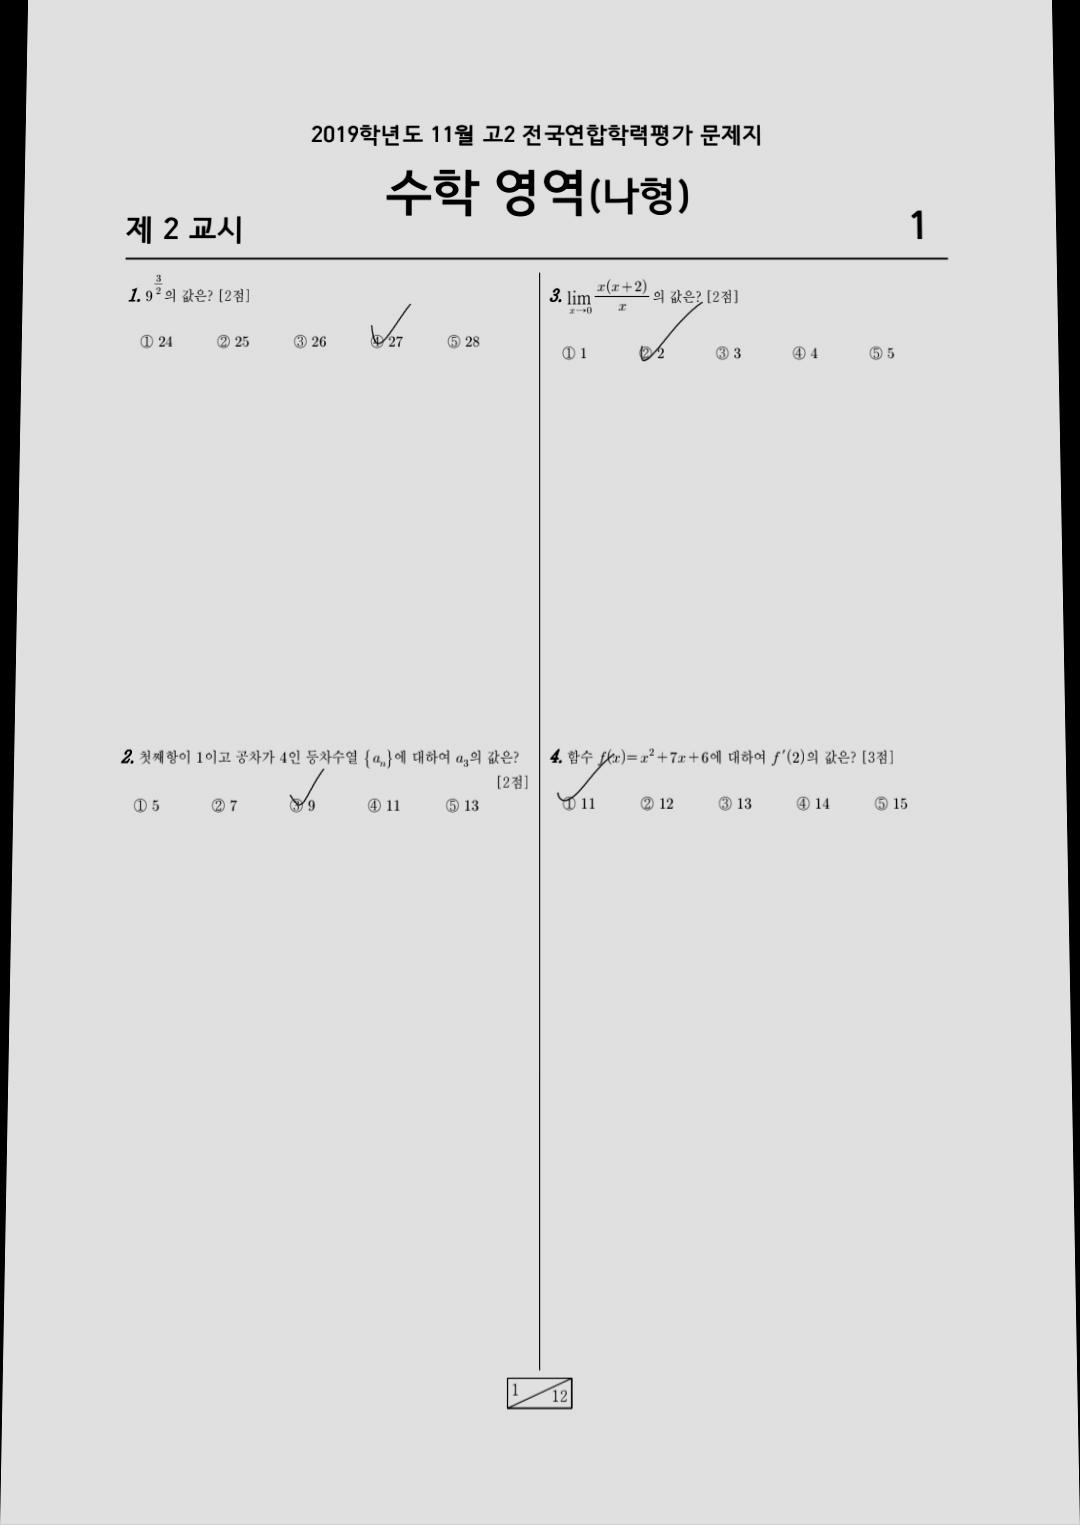 2019학년도 11월 고2 전국연합학력평가 문제지
수학 영역(나형)
제 2 교시
1
1. 9^{3/2}의 값은? [2점]
① 24 ② 25 ③ 26 ④ 27 ⑤ 28
2. 첫째항이 1이고 공차가 4인 등차수열 {a_n}에 대하여 a_3의 값은?
[2점]
① 5 ② 7 ③ 9 ④ 11 ⑤ 13
3. lim_{x→0} x(x+2)/x 의 값은? [2점]
① 1 ② 2 ③ 3 ④ 4 ⑤ 5
4. 함수 f(x)=x²+7x+6에 대하여 f′(2)의 값은? [3점]
① 11 ② 12 ③ 13 ④ 14 ⑤ 15
1 / 12